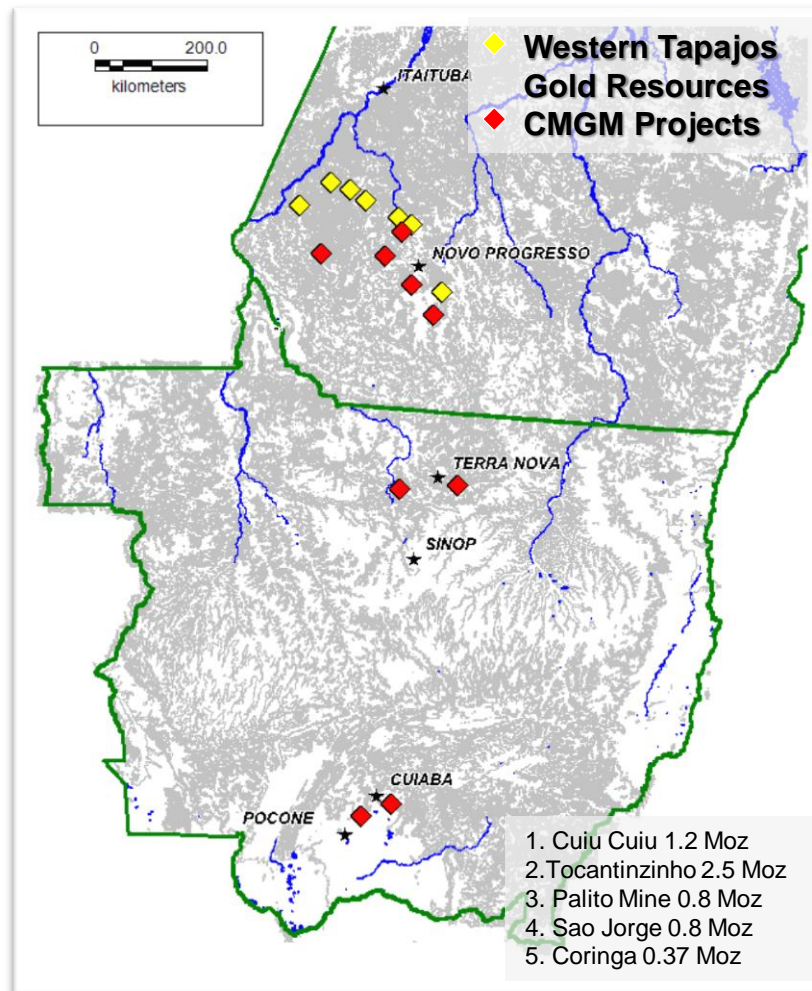 0 200.0
kilometers
Western Tapajos
Gold Resources
CMGM Projects
ITAITUBA
NOVO PROGRESSO
TERRA NOVA
SINOP
CUIABA
POCONE
1. Cuiu Cuiu 1.2 Moz
2.Tocantinzinho 2.5 Moz
3. Palito Mine 0.8 Moz
4. Sao Jorge 0.8 Moz
5. Coringa 0.37 Moz